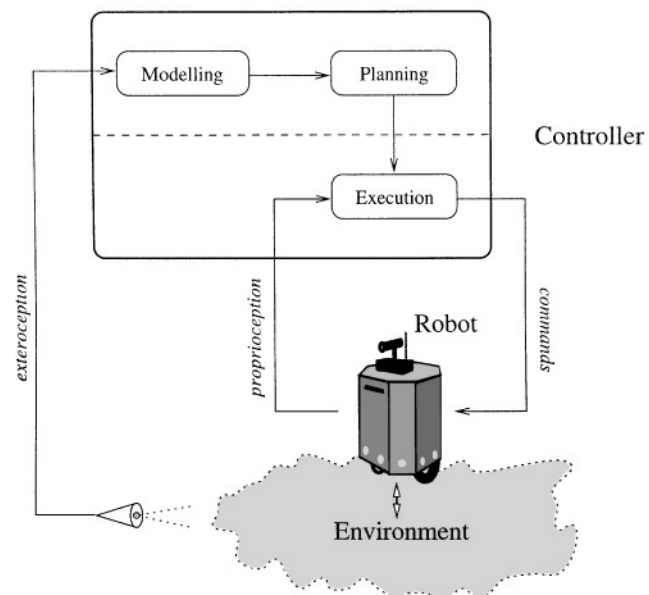 Modelling
Planning
Controller
Execution
exteroception
proprioception
commands
Robot
Environment